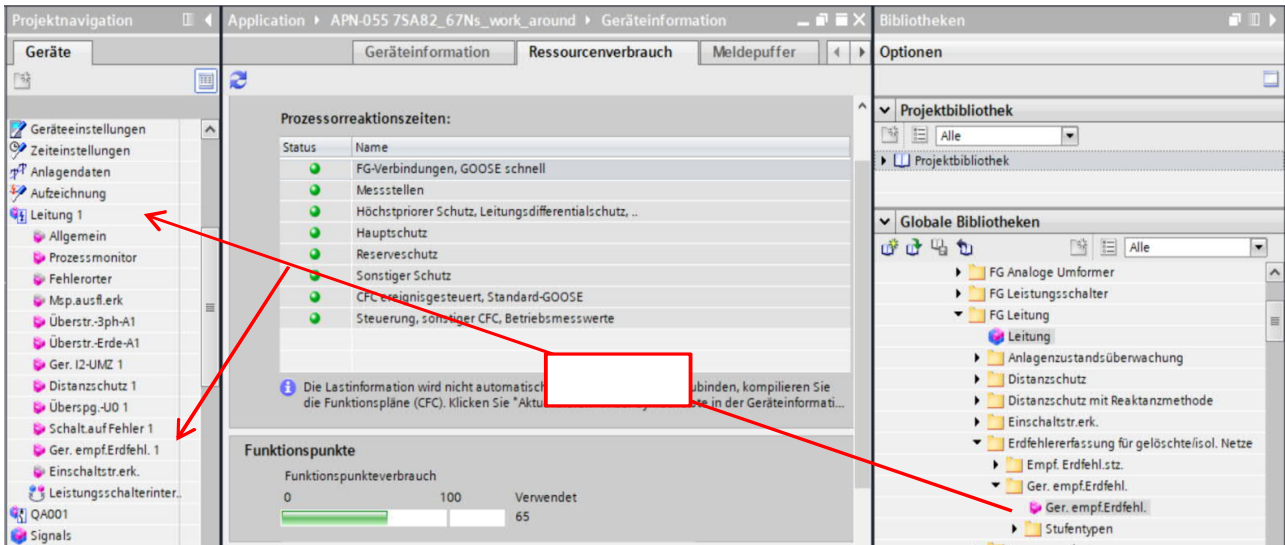 Projektnavigation
Geräte
Geräteeinstellungen
Zeiteinstellungen
Anlagendaten
Aufzeichnung
Leitung 1
Allgemein
Prozessmonitor
Fehlerorter
Msp.ausfl.erk
Überstr.-3ph-A1
Überstr.-Erde-A1
Ger. I2-UMZ 1
Distanzschutz 1
Überspg.-U0 1
Schalt.auf Fehler 1
Ger. empf.Erdfehl. 1
Einschaltstr.erk.
Leistungsschalterinter..
QA001
Signals
Application ▸ APN-055 7SA82_67Ns_work_around ▸ Geräteinformation
Geräteinformation Ressourcenverbrauch Meldepuffer
Prozessorreaktionszeiten:
Status Name
FG-Verbindungen, GOOSE schnell
Messstellen
Höchstpriorer Schutz, Leitungsdifferentialschutz, ..
Hauptschutz
Reserveschutz
Sonstiger Schutz
CFC ereignisgesteuert, Standard-GOOSE
Steuerung, sonstiger CFC, Betriebsmesswerte
Die Lastinformation wird nicht automatisch ubinden, kompilieren Sie
die Funktionspläne (CFC). Klicken Sie in der Geräteinformati...
Funktionspunkte
Funktionspunkteverbrauch
0 100 Verwendet
65
Bibliotheken
Optionen
Projektbibliothek
Alle
Projektbibliothek
Globale Bibliotheken
Alle
FG Analoge Umformer
FG Leistungsschalter
FG Leitung
Leitung
Anlagenzustandsüberwachung
Distanzschutz
Distanzschutz mit Reaktanzmethode
Einschaltstr.erk.
Erdfehlererfassung für gelöschte/isol. Netze
Empf. Erdfehl.stz.
Ger. empf.Erdfehl.
Ger. empf.Erdfehl.
Stufentypen